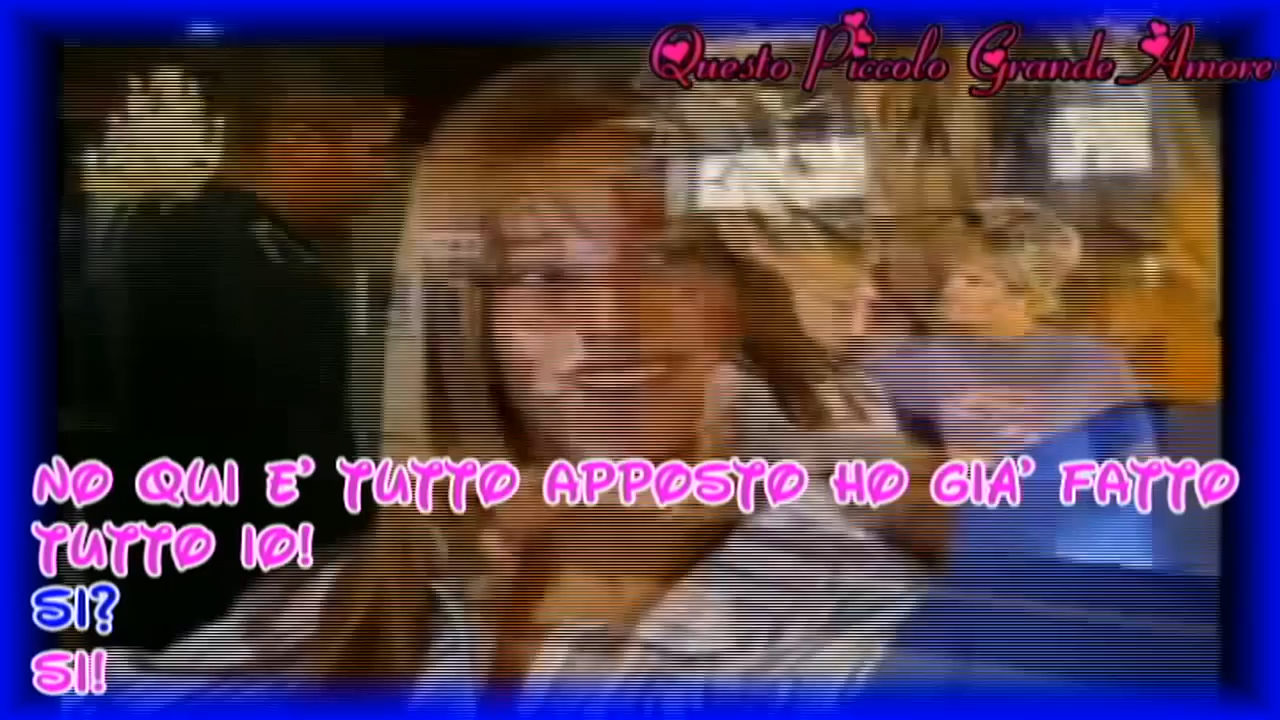 Questo Piccolo Grande Amore
NO QUI E' TUTTO APPOSTO HO GIA' FATTO
TUTTO IO!
SI?
SI!